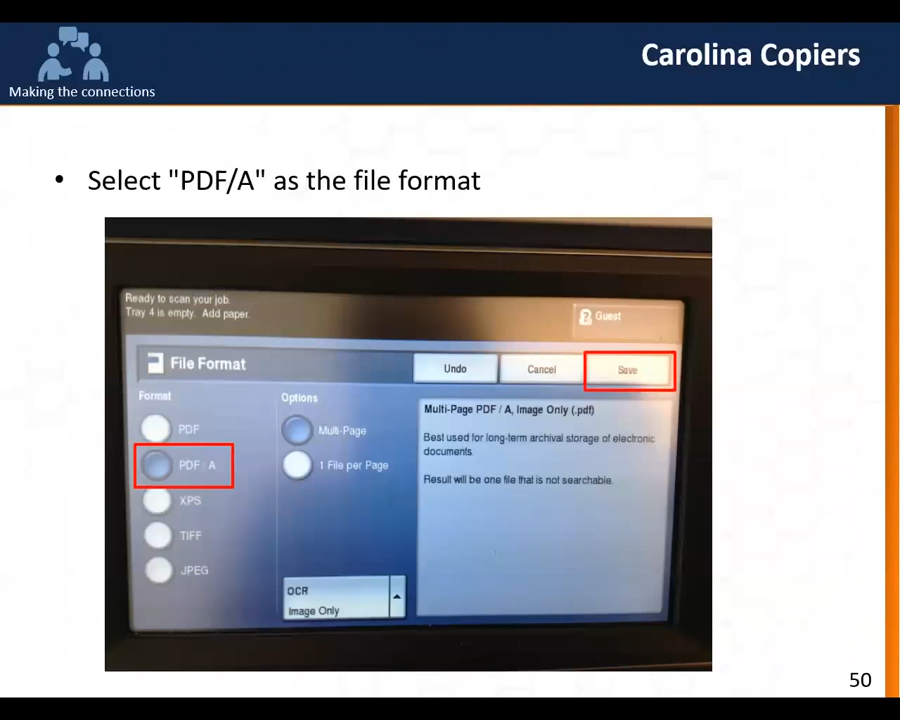 Carolina Copiers
Making the connections
• Select "PDF/A" as the file format
Ready to scan your job.
Tray 4 is empty. Add paper.
Guest
File Format
Undo
Cancel
Save
Format
PDF
PDF / A
XPS
TIFF
JPEG
Options
Multi-Page
1 File per Page
OCR
Image Only
Multi-Page PDF / A, Image Only (.pdf)
Best used for long-term archival storage of electronic
documents.
Result will be one file that is not searchable.
50